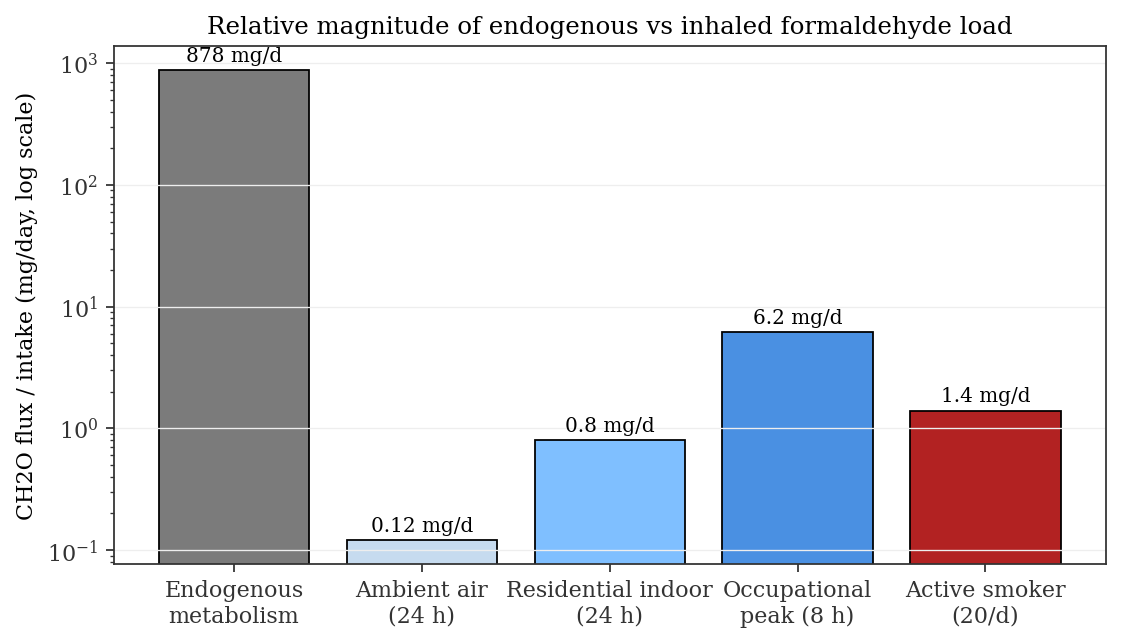 Relative magnitude of endogenous vs inhaled formaldehyde load
CH2O flux / intake (mg/day, log scale)
10³
10²
10¹
10⁰
10⁻¹
878 mg/d
0.12 mg/d
0.8 mg/d
6.2 mg/d
1.4 mg/d
Endogenous
metabolism
Ambient air
(24 h)
Residential indoor
(24 h)
Occupational
peak (8 h)
Active smoker
(20/d)